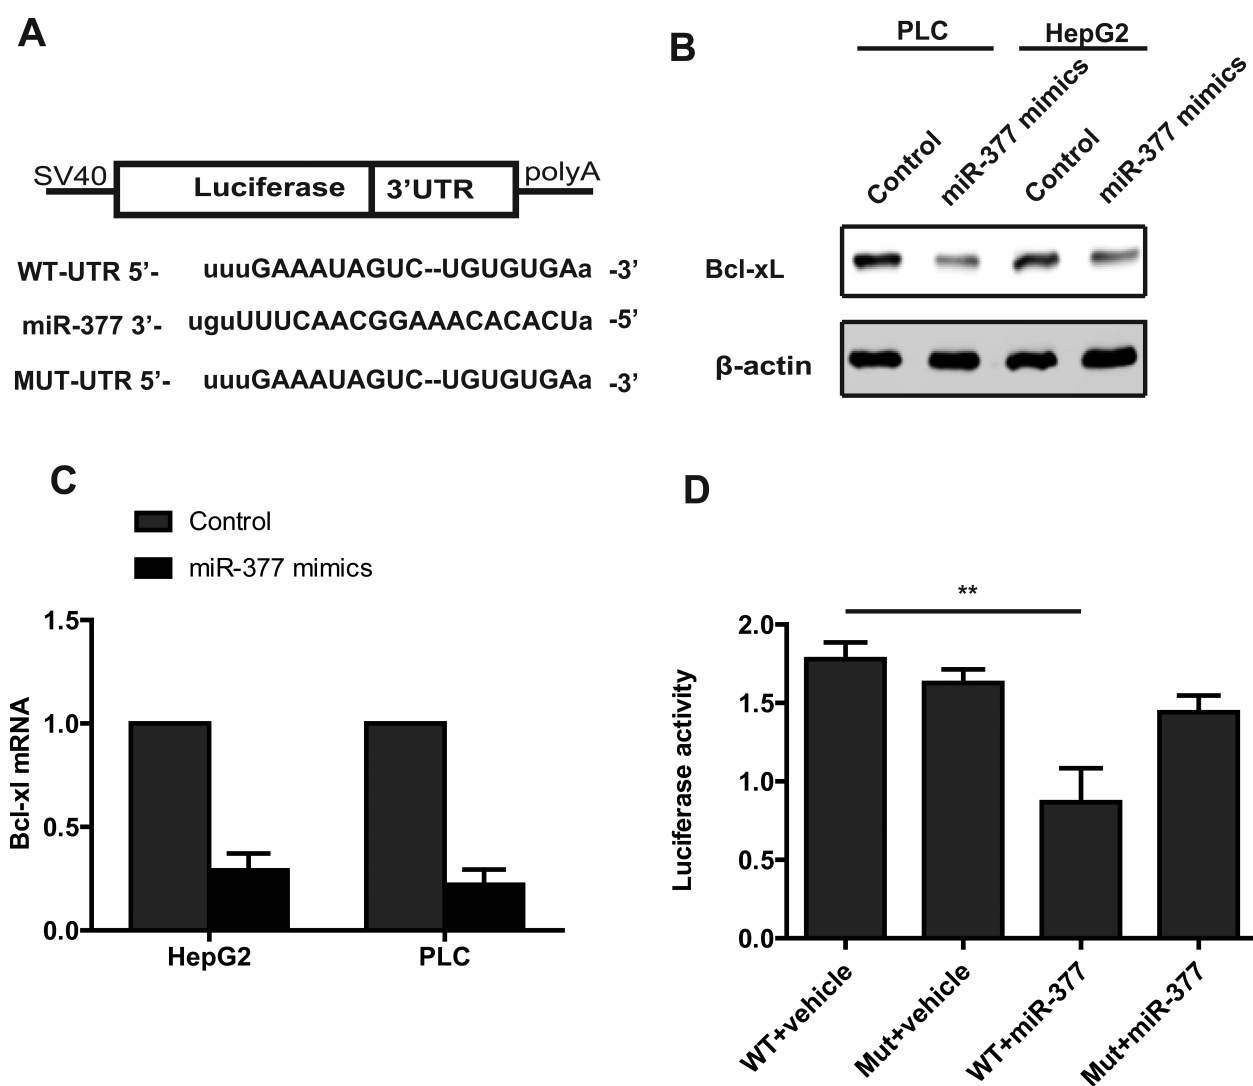 A
SV40 Luciferase 3’UTR polyA
WT-UTR 5’- uuuGAAAUAGUC--UGUGUGAa -3’
miR-377 3’- uguUUUCAACGGAAACACACUa -5’
MUT-UTR 5’- uuuGAAAUAGUC--UGUGUGAa -3’
B
PLC HepG2
Control miR-377 mimics Control miR-377 mimics
Bcl-xL
β-actin
C
Control
miR-377 mimics
Bcl-xl mRNA
1.5
1.0
0.5
0.0
HepG2 PLC
D
**
Luciferase activity
2.0
1.5
1.0
0.5
0.0
WT+vehicle Mut+vehicle WT+miR-377 Mut+miR-377